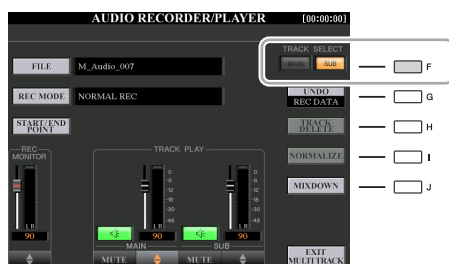 AUDIO RECORDER/PLAYER [00:00:00]
TRACK SELECT
MAIN SUB
F
FILE M_Audio_007
REC MODE NORMAL REC
UNDO
REC DATA
G
START/END
POINT
TRACK
DELETE
H
REC
MONITOR
TRACK PLAY
NORMALIZE
I
0
-6
-12
-18
-30
-48
0
-6
-12
-18
-30
-48
MIXDOWN
J
L R
90
L R
90
L R
90
MAIN SUB
MUTE MUTE
EXIT
MULTI TRACK